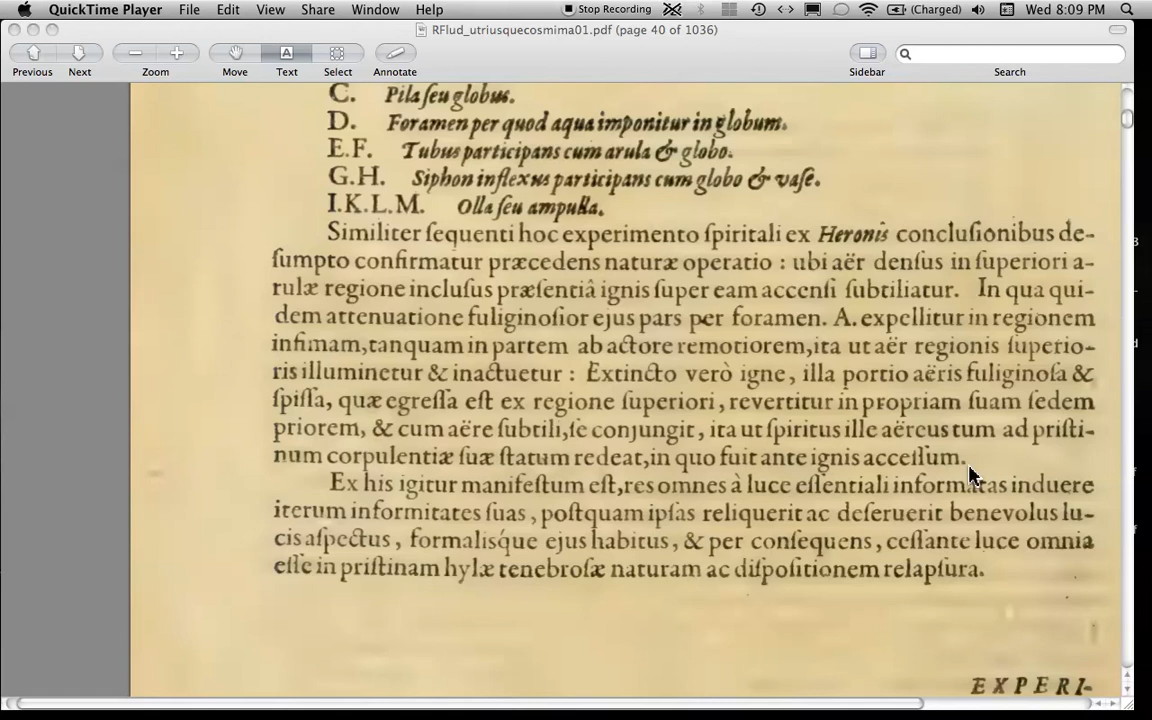 QuickTime Player File Edit View Share Window Help Stop Recording (Charged) Wed 8:09 PM
RFlud_utriusquecosmima01.pdf (page 40 of 1036)
Previous Next Zoom Move Text Select Annotate Sidebar Search
C. Pila ſeu globus.
D. Foramen per quod aqua imponitur in globum.
E.F. Tubus participans cum arula & globo.
G.H. Siphon inflexus participans cum globo & vaſe.
I.K.L.M. Olla ſeu ampulla.
Similiter ſequenti hoc experimento ſpiritali ex Heronis concluſionibus de-
ſumpto confirmatur præcedens naturæ operatio : ubi aër denſus in ſuperiori a-
rulæ regione incluſus præſentiâ ignis ſuper eam accenſi ſubtiliatur. In qua qui-
dem attenuatione fuliginoſior ejus pars per foramen. A. expellitur in regionem
infimam, tanquam in partem ab actore remotiorem, ita ut aër regionis ſuperio-
ris illuminetur & inactuetur : Extincto verò igne, illa portio aëris fuliginoſa &
ſpiſſa, quæ egreſſa eſt ex regione ſuperiori, revertitur in propriam ſuam ſedem
priorem, & cum aëre ſubtili, ſe conjungit, ita ut ſpiritus ille aëreus tum ad priſti-
num corpulentiæ ſuæ ſtatum redeat, in quo fuit ante ignis acceſſum.
Ex his igitur manifeſtum eſt, res omnes à luce eſſentiali informatas induere
iterum informitates ſuas, poſtquam ipſas reliquerit ac deſeruerit benevolus lu-
cis aſpectus, formalisque ejus habitus, & per conſequens, ceſſante luce omnia
eſſe in priſtinam hylæ tenebroſæ naturam ac diſpoſitionem relapſura.
EXPERI-